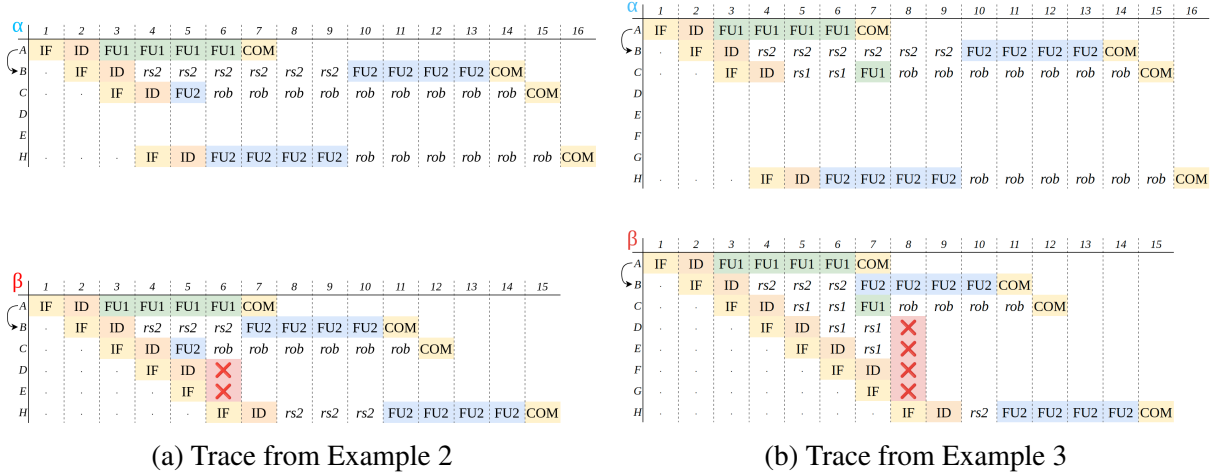 α 1 2 3 4 5 6 7 8 9 10 11 12 13 14 15 16
A IF ID FU1 FU1 FU1 FU1 COM
B . IF ID rs2 rs2 rs2 rs2 rs2 rs2 FU2 FU2 FU2 FU2 COM
C . . IF ID FU2 rob rob rob rob rob rob rob rob rob COM
D
E
H . . . IF ID FU2 FU2 FU2 FU2 rob rob rob rob rob rob COM
β 1 2 3 4 5 6 7 8 9 10 11 12 13 14 15
A IF ID FU1 FU1 FU1 FU1 COM
B . IF ID rs2 rs2 rs2 FU2 FU2 FU2 FU2 COM
C . . IF ID FU2 rob rob rob rob rob rob COM
D . . . IF ID
E . . . . IF
H . . . . . IF ID rs2 rs2 rs2 FU2 FU2 FU2 FU2 COM
(a) Trace from Example 2
α 1 2 3 4 5 6 7 8 9 10 11 12 13 14 15 16
A IF ID FU1 FU1 FU1 FU1 COM
B . IF ID rs2 rs2 rs2 rs2 rs2 rs2 FU2 FU2 FU2 FU2 COM
C . . IF ID rs1 rs1 FU1 rob rob rob rob rob rob rob COM
D
E
F
G
H . . . IF ID FU2 FU2 FU2 FU2 rob rob rob rob rob rob COM
β 1 2 3 4 5 6 7 8 9 10 11 12 13 14 15
A IF ID FU1 FU1 FU1 FU1 COM
B . IF ID rs2 rs2 rs2 FU2 FU2 FU2 FU2 COM
C . . IF ID rs1 rs1 FU1 rob rob rob rob COM
D . . . IF ID rs1 rs1
E . . . . IF ID rs1
F . . . . . IF ID
G . . . . . . IF
H . . . . . . . IF ID rs2 FU2 FU2 FU2 FU2 COM
(b) Trace from Example 3